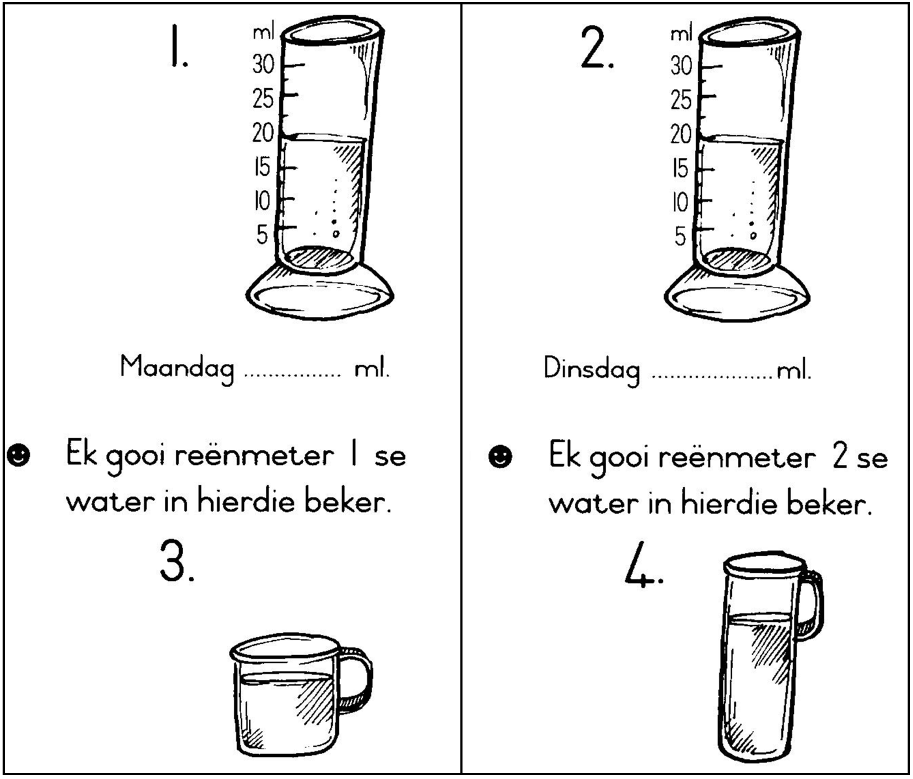 1.
ml
30
25
20
15
10
5
Maandag ................ ml.
☻ Ek gooi reënmeter 1 se
water in hierdie beker.
3.
2.
ml
30
25
20
15
10
5
Dinsdag .................... ml.
☻ Ek gooi reënmeter 2 se
water in hierdie beker.
4.